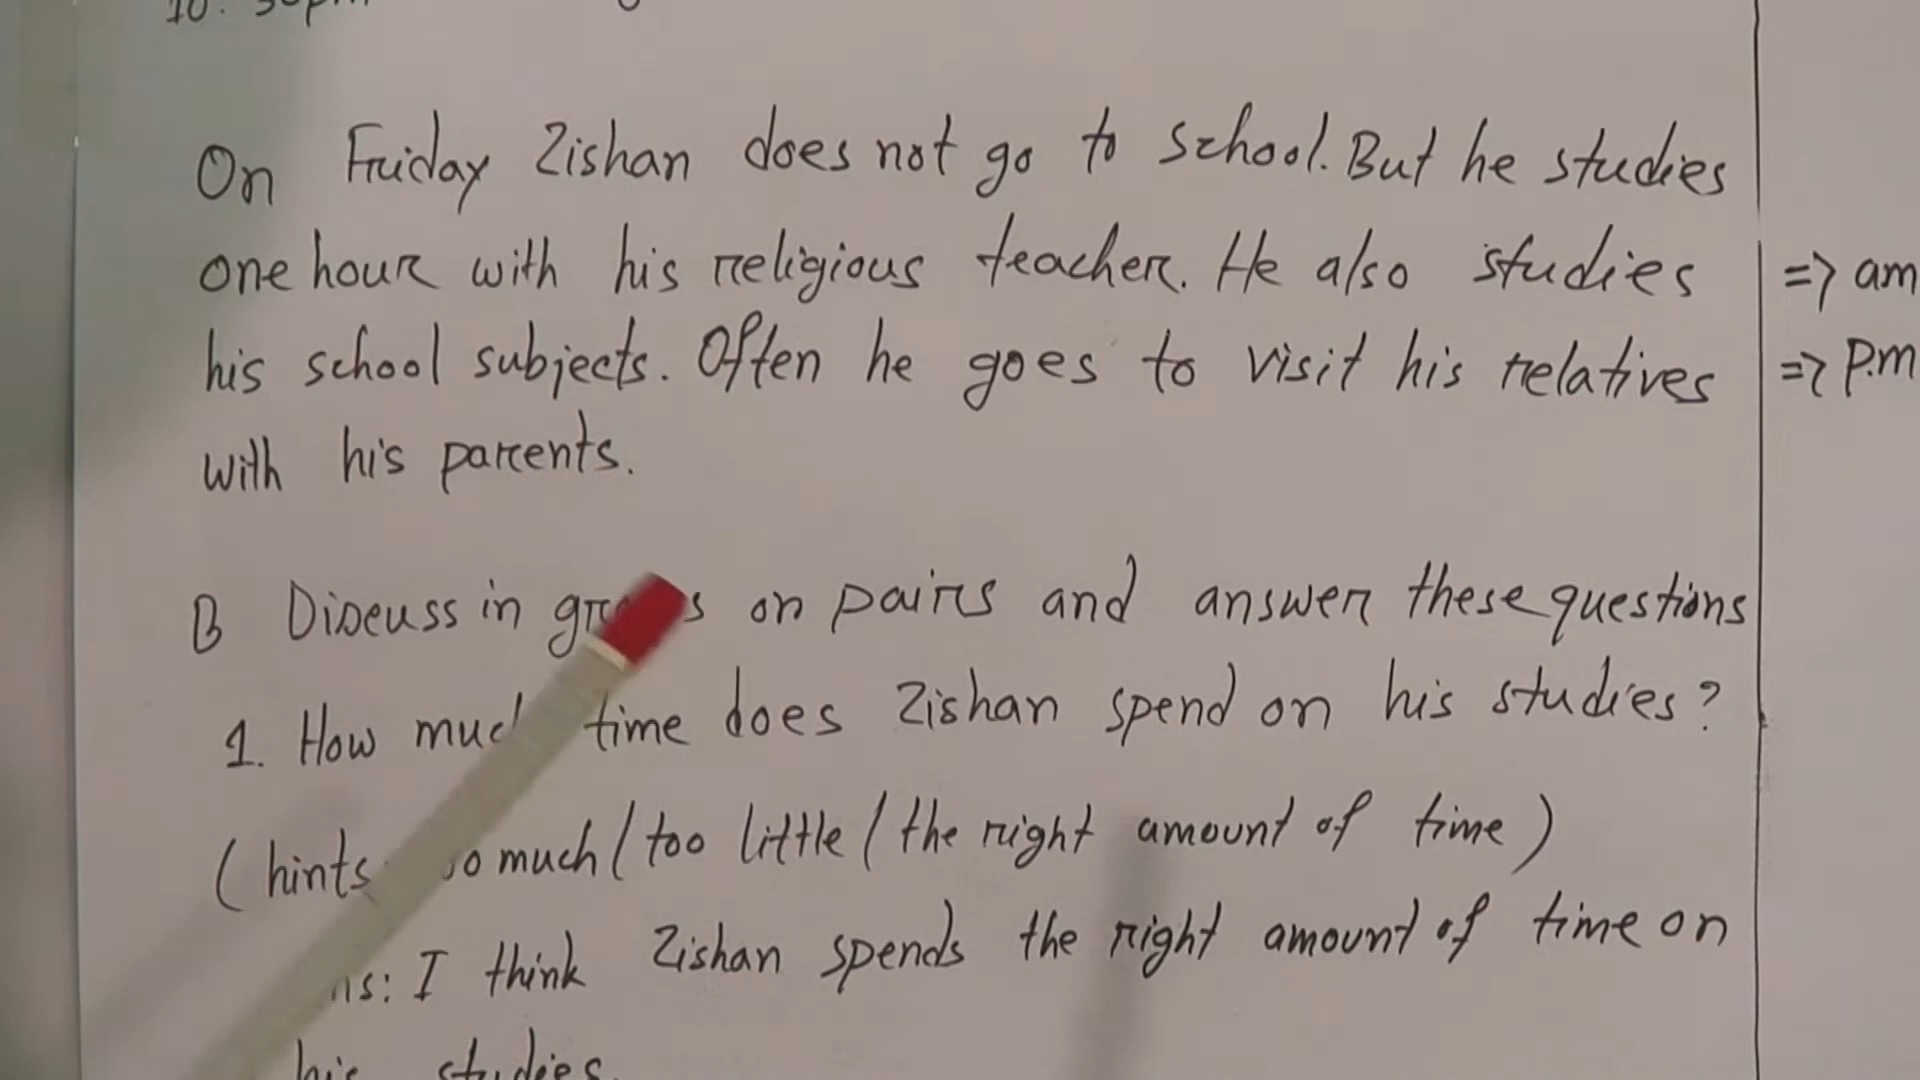 On Friday Zishan does not go to school. But he studies
one hour with his religious teacher. He also studies
his school subjects. Often he goes to visit his relatives
with his parents.
=> am
=> p.m
B Discuss in or pairs and answer these questions
1. How time does Zishan spend on his studies?
(hints much / too little / the right amount of time)
I think Zishan spends the right amount of time on
his studies.